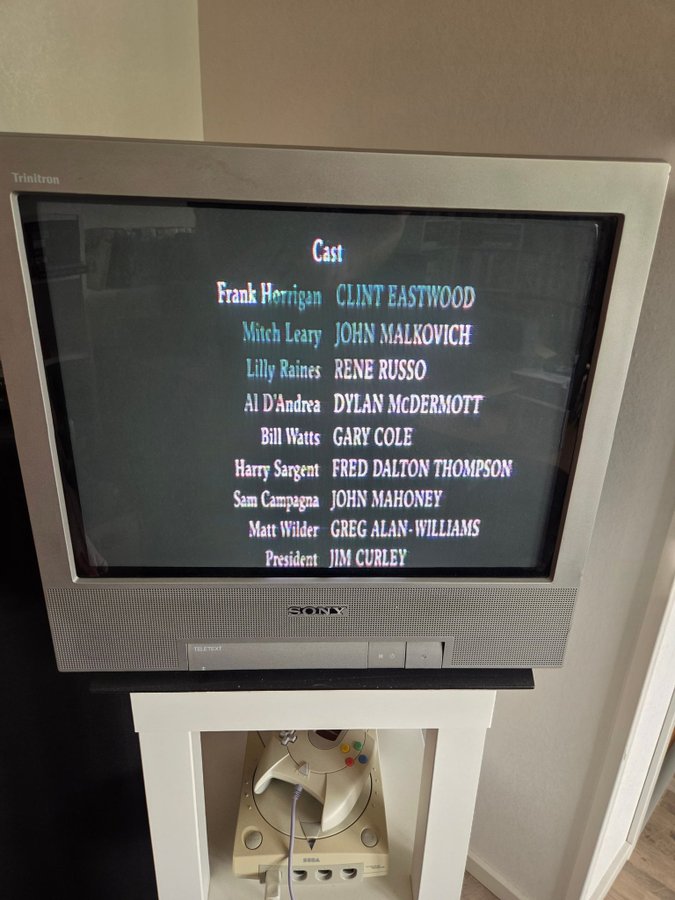 Trinitron
Cast
Frank Horrigan CLINT EASTWOOD
Mitch Leary JOHN MALKOVICH
Lilly Raines RENE RUSSO
Al D'Andrea DYLAN McDERMOTT
Bill Watts GARY COLE
Harry Sargent FRED DALTON THOMPSON
Sam Campagna JOHN MAHONEY
Matt Wilder GREG ALAN-WILLIAMS
President JIM CURLEY
SONY
TELETEXT
SEGA